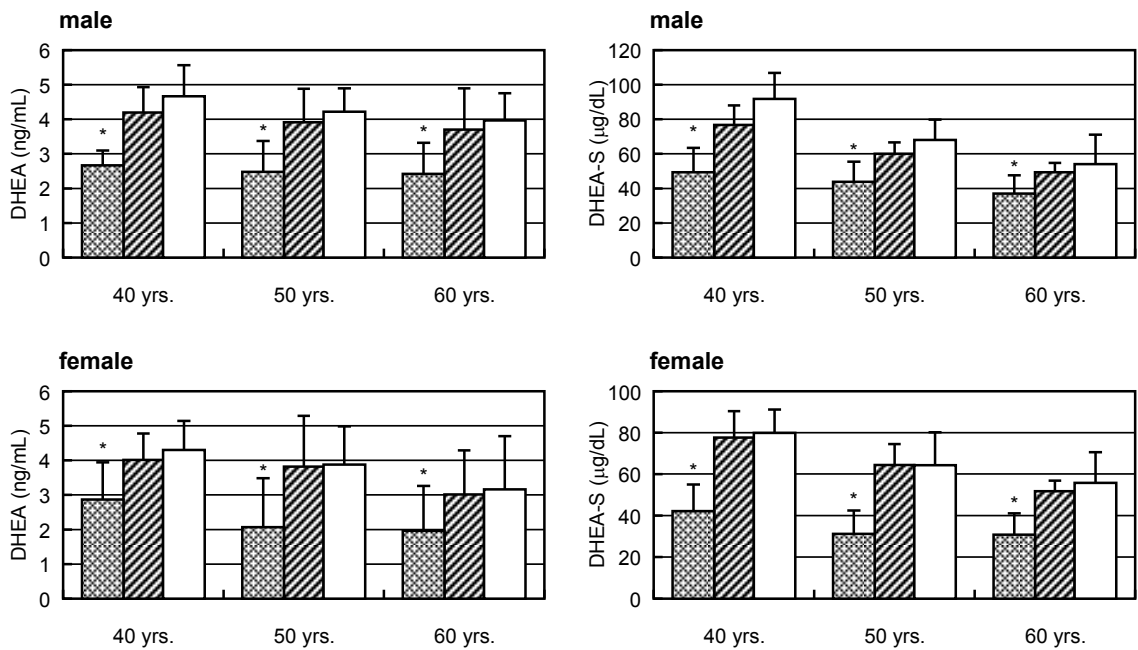 male
DHEA (ng/mL)
6
5
4
3
2
1
0
*
*
*
40 yrs.
50 yrs.
60 yrs.
male
DHEA-S (μg/dL)
120
100
80
60
40
20
0
*
*
*
40 yrs.
50 yrs.
60 yrs.
female
DHEA (ng/mL)
6
5
4
3
2
1
0
*
*
*
40 yrs.
50 yrs.
60 yrs.
female
DHEA-S (μg/dL)
100
80
60
40
20
0
*
*
*
40 yrs.
50 yrs.
60 yrs.